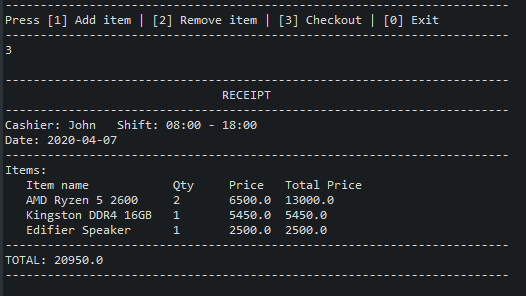 ------------------------------------------------------------------------
Press [1] Add item | [2] Remove item | [3] Checkout | [0] Exit
------------------------------------------------------------------------
3
------------------------------------------------------------------------
RECEIPT
------------------------------------------------------------------------
Cashier: John   Shift: 08:00 - 18:00
Date: 2020-04-07
------------------------------------------------------------------------
Items:
   Item name            Qty    Price   Total Price
   AMD Ryzen 5 2600     2      6500.0  13000.0
   Kingston DDR4 16GB   1      5450.0  5450.0
   Edifier Speaker      1      2500.0  2500.0
------------------------------------------------------------------------
TOTAL: 20950.0
------------------------------------------------------------------------